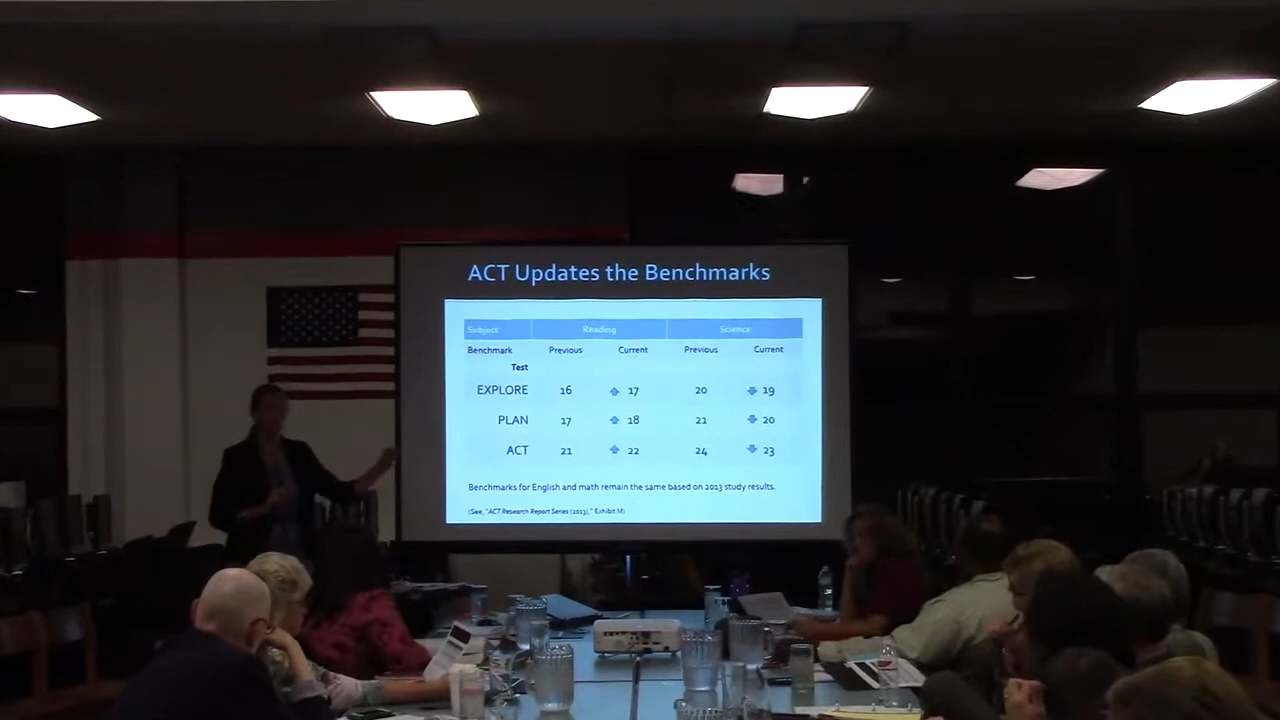 ACT Updates the Benchmarks
Subject Reading Science
Benchmark Previous Current Previous Current
Test
EXPLORE 16 17 20 19
PLAN 17 18 21 20
ACT 21 22 24 23
Benchmarks for English and math remain the same based on 2013 study results.
(See, "ACT Research Report Series (2013)," Exhibit M)